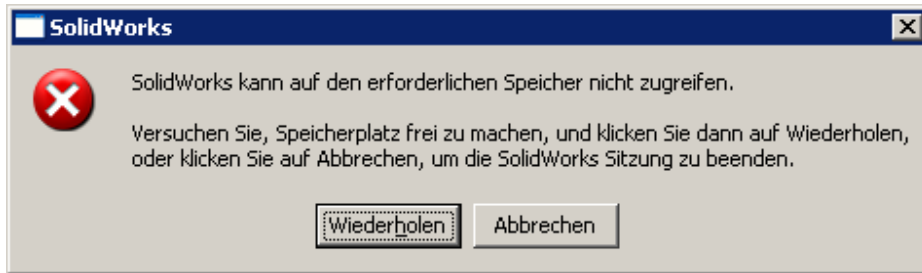 SolidWorks
SolidWorks kann auf den erforderlichen Speicher nicht zugreifen.
Versuchen Sie, Speicherplatz frei zu machen, und klicken Sie dann auf Wiederholen,
oder klicken Sie auf Abbrechen, um die SolidWorks Sitzung zu beenden.
Wiederholen Abbrechen